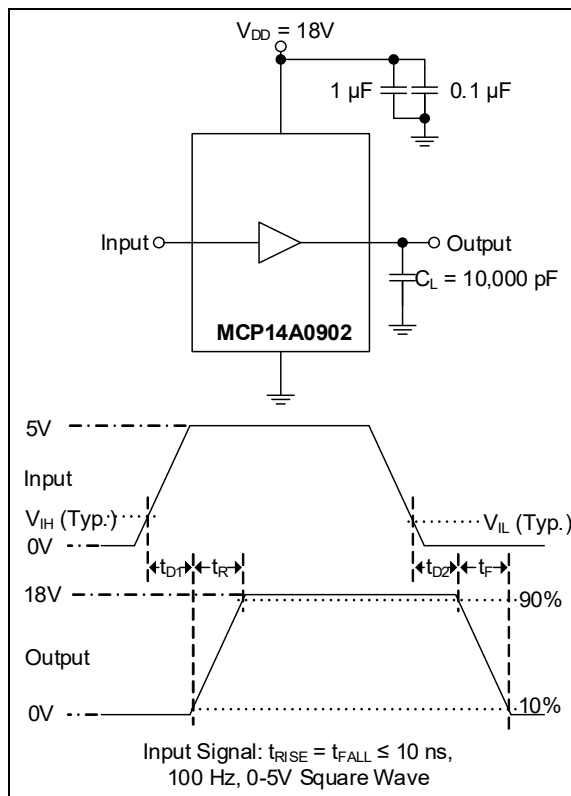 V_DD = 18V
1 µF 0.1 µF
Input Output
C_L = 10,000 pF
MCP14A0902
5V
Input
V_IH (Typ.) V_IL (Typ.)
0V
t_D1 t_R t_D2 t_F
18V 90%
Output
0V 10%
Input Signal: t_RISE = t_FALL ≤ 10 ns,
100 Hz, 0-5V Square Wave